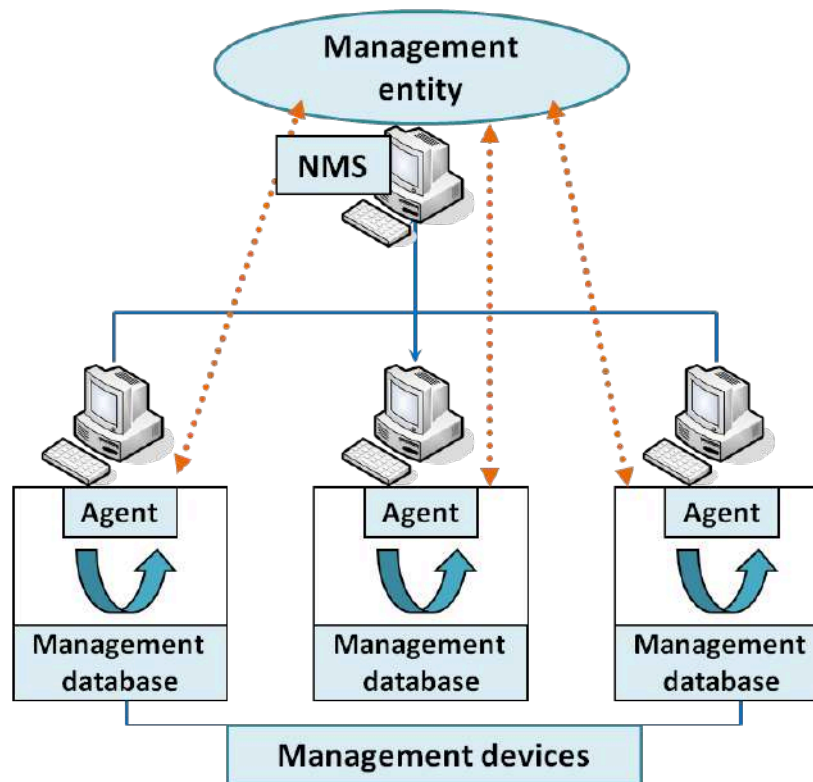 Management
entity
NMS
Agent
Agent
Agent
Management
database
Management
database
Management
database
Management devices